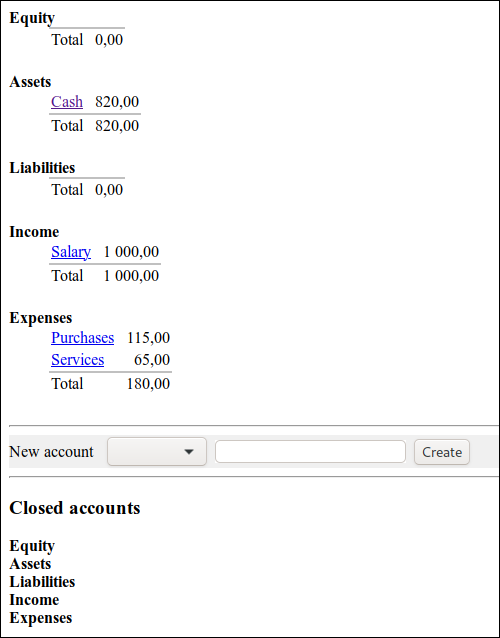 Equity
Total 0,00
Assets
Cash 820,00
Total 820,00
Liabilities
Total 0,00
Income
Salary 1 000,00
Total 1 000,00
Expenses
Purchases 115,00
Services 65,00
Total 180,00
New account Create
Closed accounts
Equity
Assets
Liabilities
Income
Expenses